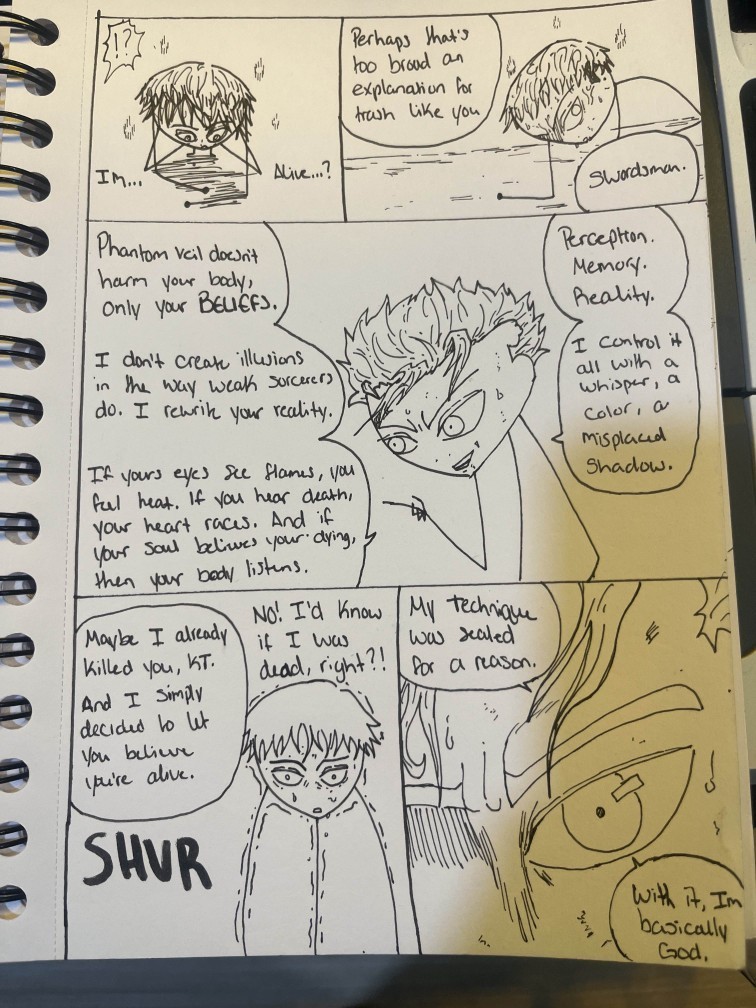 !?
Im...
Alive...?
Perhaps that's
too broad an
explanation for
trash like you
Swordsman.
Phantom veil doesn't
harm your body,
only your BELIEFS.
I don't create illusions
in the way weak sorcerers
do. I rewrite your reality.
If yours eyes see flames, you
feel heat. If you hear death,
your heart races. And if
your soul believes your dying,
then your body listens.
Perception.
Memory.
Reality.
I control it
all with a
whisper, a
color, a
misplaced
shadow.
Maybe I already
killed you, KT.
And I simply
decided to let
you believe
you're alive.
NO! I'd know
if I was
dead, right?!
SHVR
My technique
was sealed
for a reason.
With it, Im
basically
God.